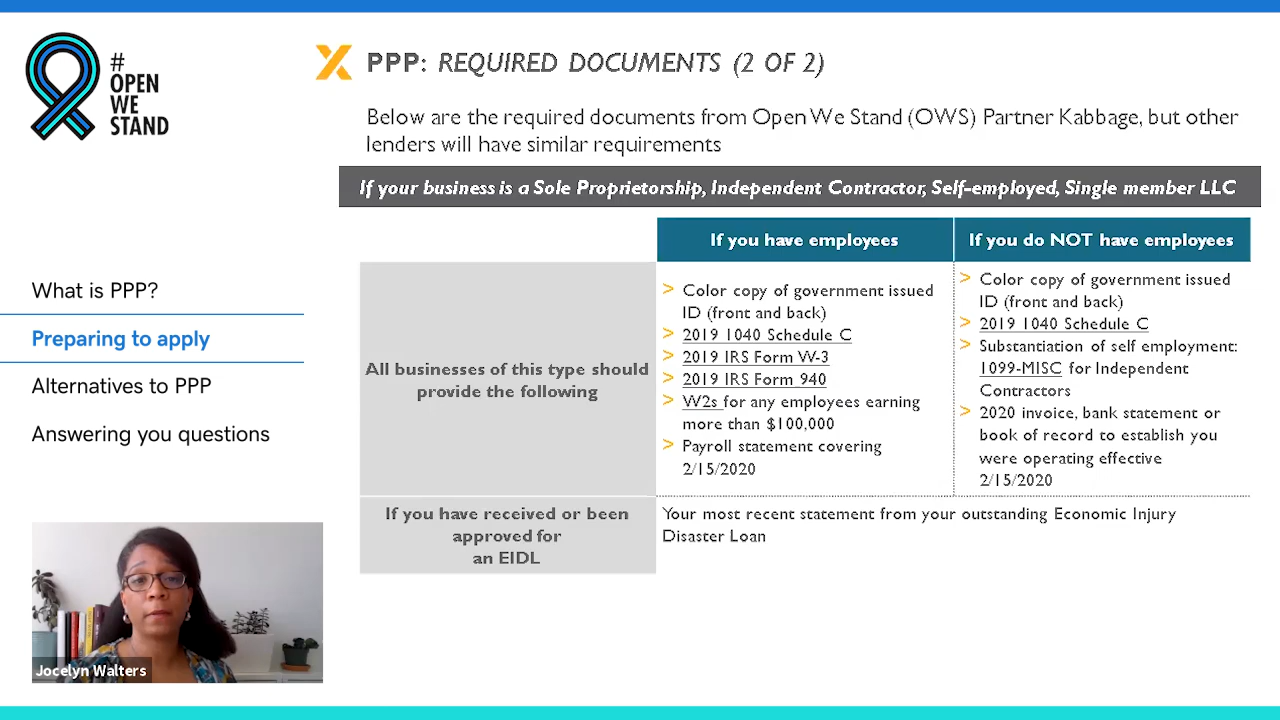 #
OPEN
WE
STAND
PPP: REQUIRED DOCUMENTS (2 OF 2)
Below are the required documents from Open We Stand (OWS) Partner Kabbage, but other
lenders will have similar requirements
If your business is a Sole Proprietorship, Independent Contractor, Self-employed, Single member LLC
If you have employees
If you do NOT have employees
All businesses of this type should
provide the following
> Color copy of government issued
ID (front and back)
> 2019 1040 Schedule C
> 2019 IRS Form W-3
> 2019 IRS Form 940
> W2s for any employees earning
more than $100,000
> Payroll statement covering
2/15/2020
> Color copy of government issued
ID (front and back)
> 2019 1040 Schedule C
> Substantiation of self employment:
1099-MISC for Independent
Contractors
> 2020 invoice, bank statement or
book of record to establish you
were operating effective
2/15/2020
If you have received or been
approved for
an EIDL
Your most recent statement from your outstanding Economic Injury
Disaster Loan
What is PPP?
Preparing to apply
Alternatives to PPP
Answering you questions
Jocelyn Walters